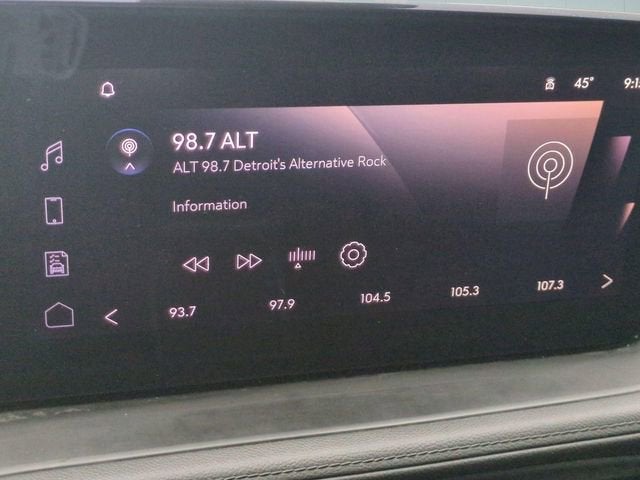 45°
98.7 ALT
ALT 98.7 Detroit's Alternative Rock
Information
93.7 97.9 104.5 105.3 107.3